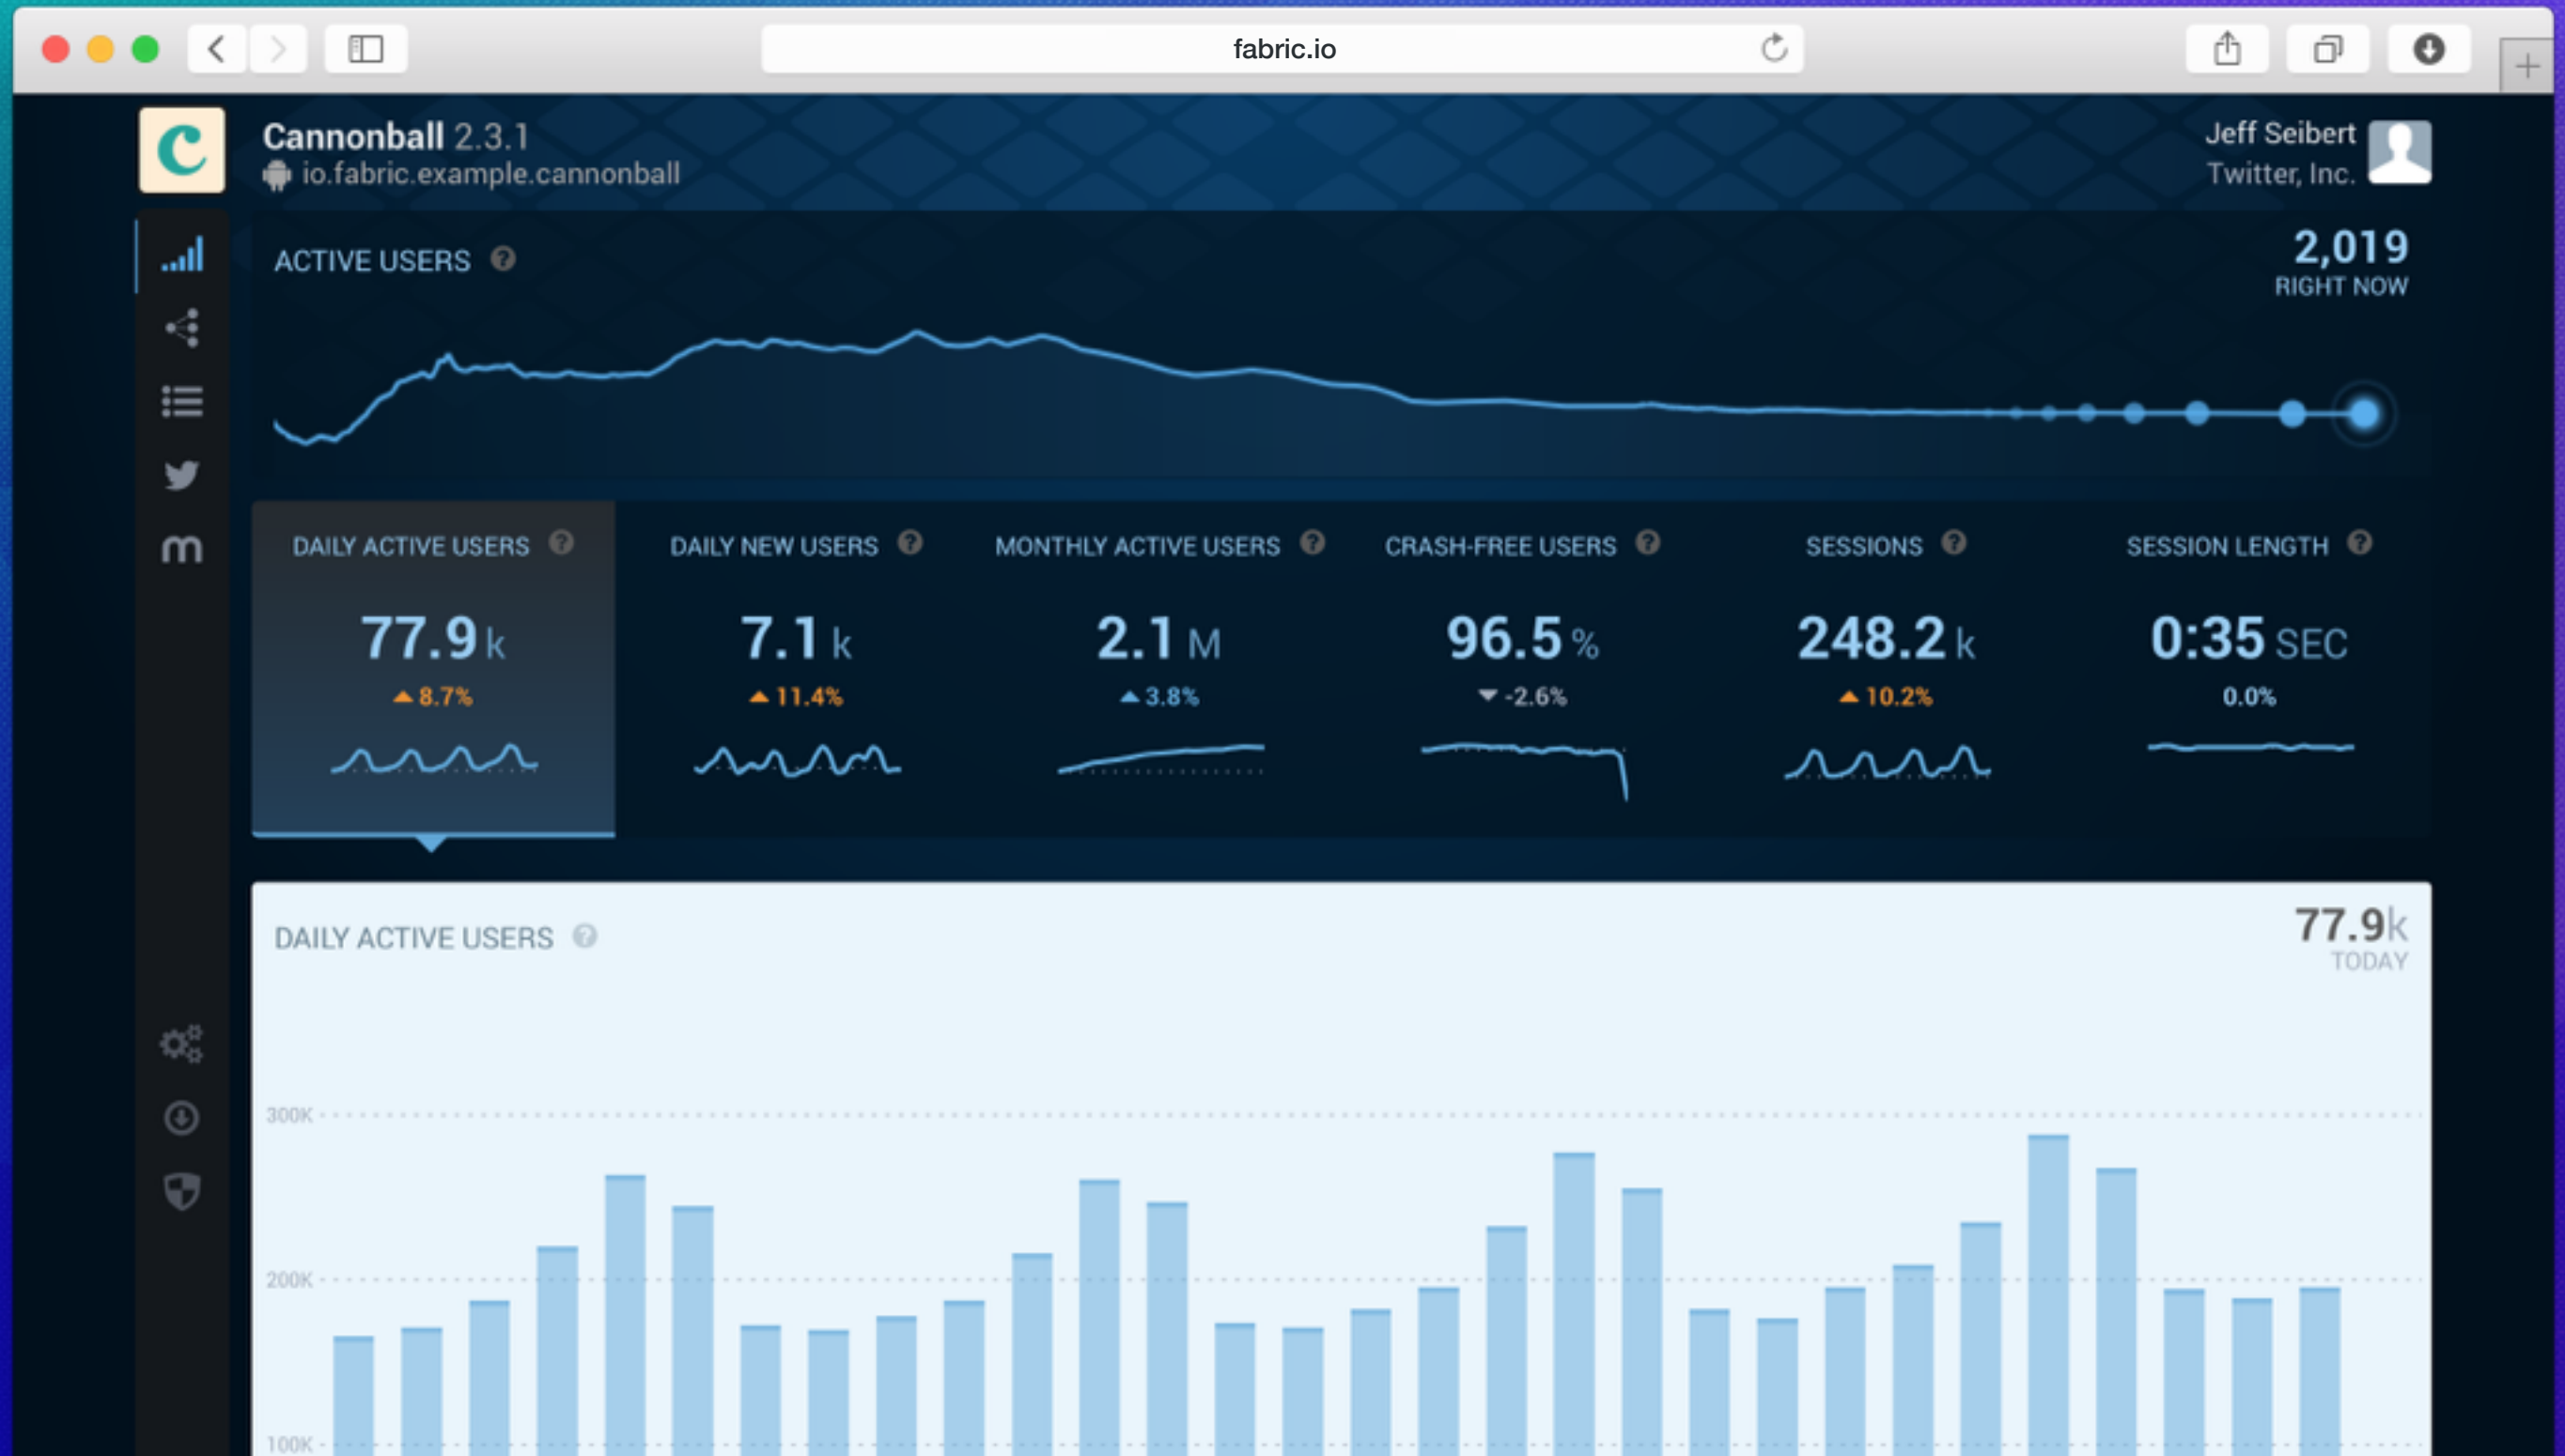 fabric.io
Cannonball 2.3.1
io.fabric.example.cannonball
Jeff Seibert
Twitter, Inc.
ACTIVE USERS ?
2,019
RIGHT NOW
DAILY ACTIVE USERS ?
77.9 k
8.7%
DAILY NEW USERS ?
7.1 k
11.4%
MONTHLY ACTIVE USERS ?
2.1 M
3.8%
CRASH-FREE USERS ?
96.5 %
-2.6%
SESSIONS ?
248.2 k
10.2%
SESSION LENGTH ?
0:35 SEC
0.0%
DAILY ACTIVE USERS ?
77.9k
TODAY
300K
200K
100K